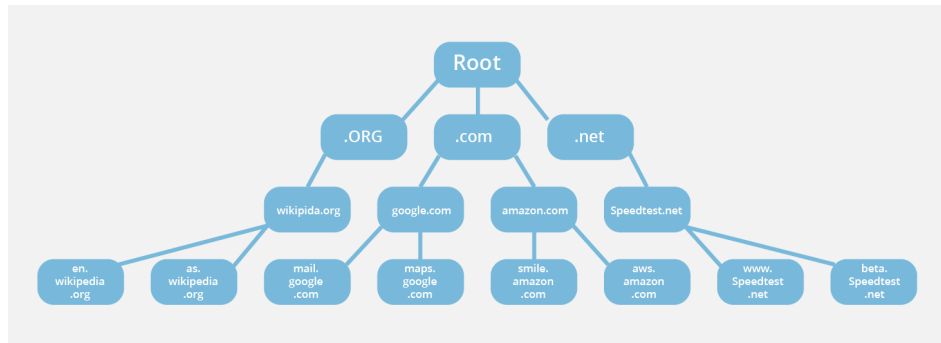 Root
.ORG
.com
.net
wikipida.org
google.com
amazon.com
Speedtest.net
en.
wikipedia
.org
as.
wikipedia
.org
mail.
google
.com
maps.
google
.com
smile.
amazon
.com
aws.
amazon
.com
www.
Speedtest
.net
beta.
Speedtest
.net